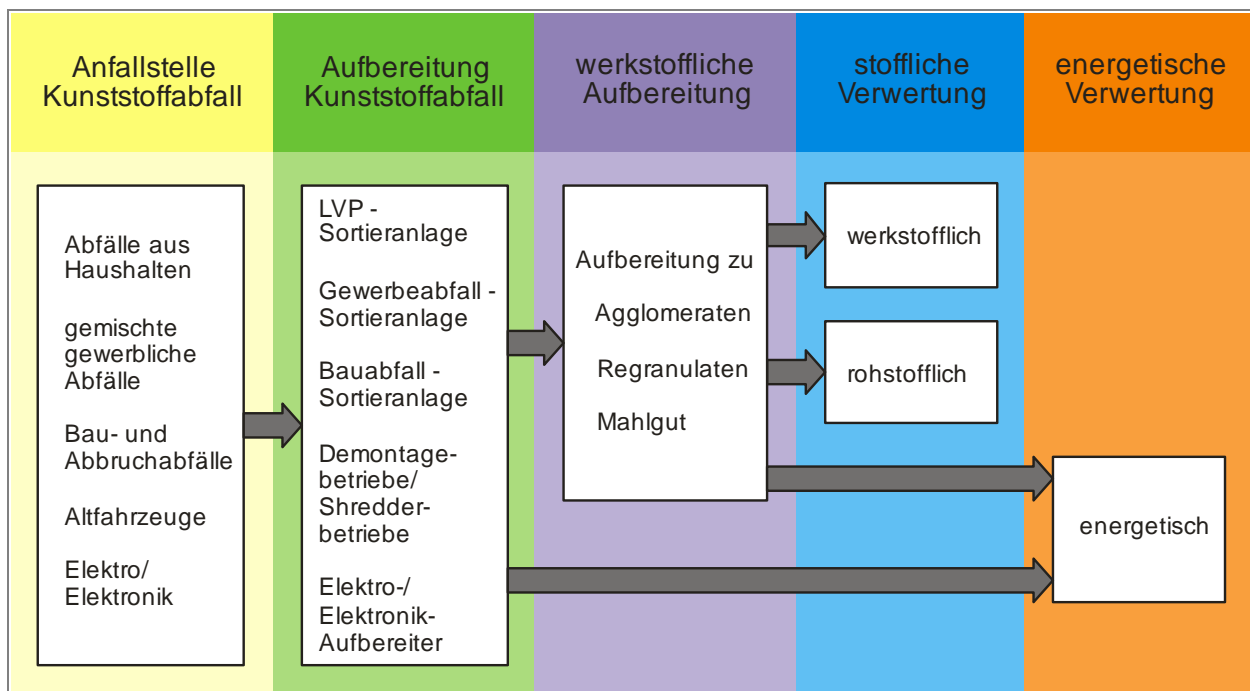 Anfallstelle
Kunststoffabfall
Aufbereitung
Kunststoffabfall
werkstoffliche
Aufbereitung
stoffliche
Verwertung
energetische
Verwertung
Abfälle aus
Haushalten
gemischte
gewerbliche
Abfälle
Bau- und
Abbruchabfälle
Altfahrzeuge
Elektro/
Elektronik
LVP -
Sortieranlage
Gewerbeabfall -
Sortieranlage
Bauabfall -
Sortieranlage
Demontage-
betriebe/
Shredder-
betriebe
Elektro-/
Elektronik-
Aufbereiter
Aufbereitung zu
Agglomeraten
Regranulaten
Mahlgut
werkstofflich
rohstofflich
energetisch